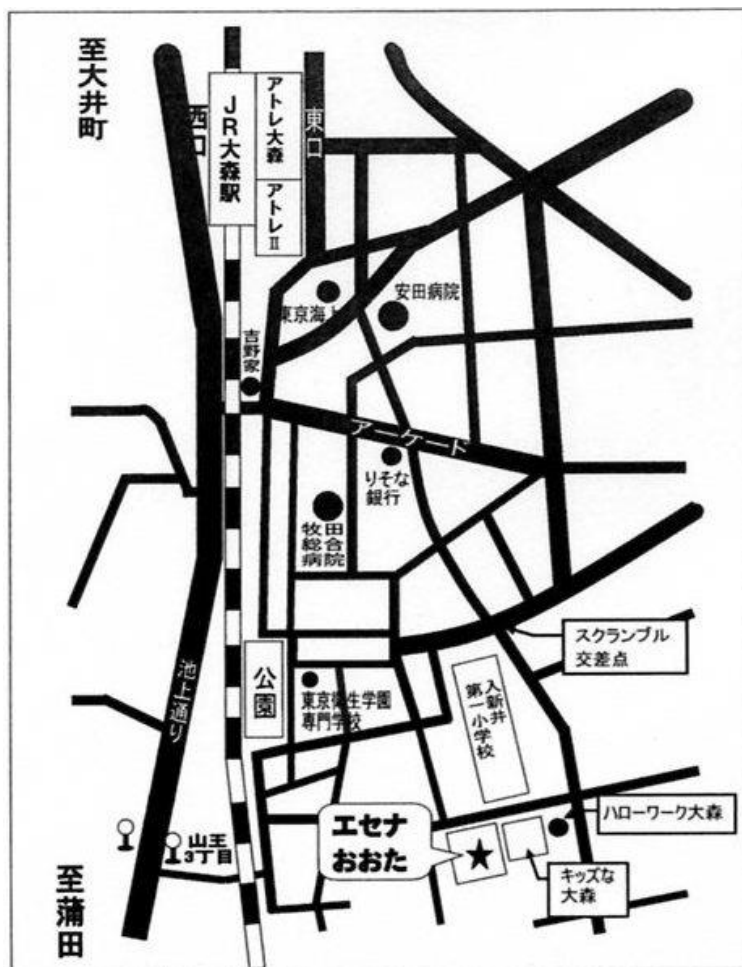 至大井町
西口
JR大森駅
アトレ大森
アトレⅡ
東口
東京海上
安田病院
吉野家
アーケード
りそな
銀行
牧田
総合
病院
スクランブル
交差点
池上通り
公園
東京衛生学園
専門学校
入新井
第一小学校
ハローワーク大森
エセナ
おおた
キッズな
大森
山王
3丁目
至蒲田